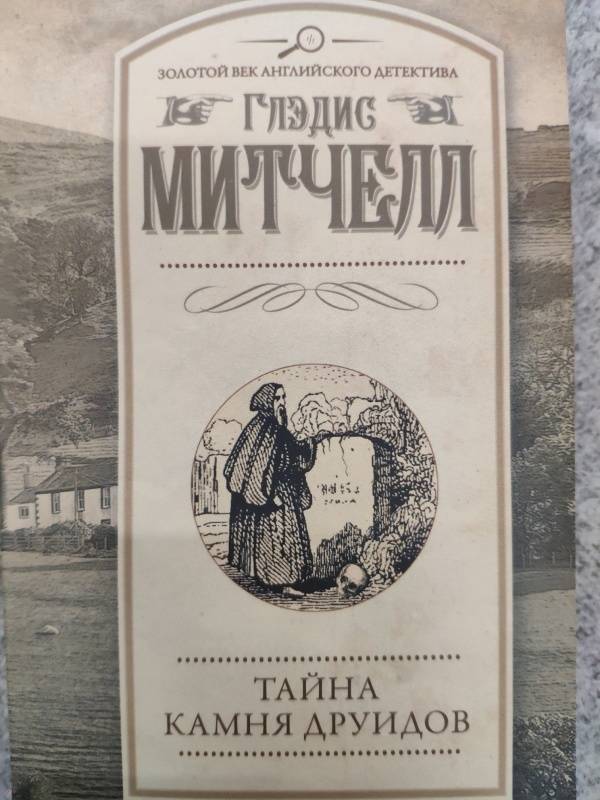 ЗОЛОТОЙ ВЕК АНГЛИЙСКОГО ДЕТЕКТИВА
ГЛЭДИС
МИТЧЕЛЛ
ТАЙНА
КАМНЯ ДРУИДОВ